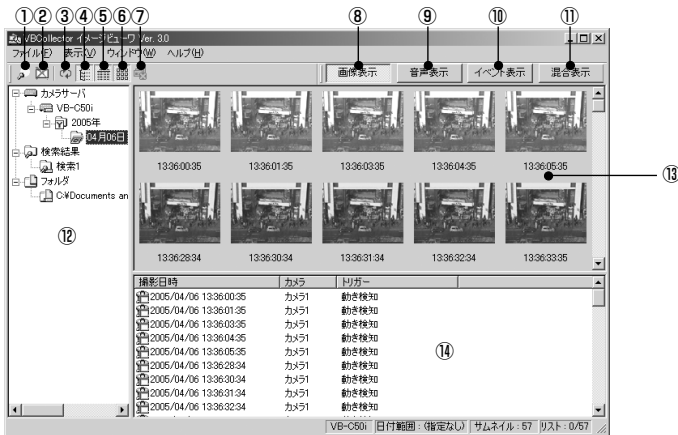 ① ② ③ ④ ⑤ ⑥ ⑦ ⑧ ⑨ ⑩ ⑪
VBCollector イメージビューワ Ver. 3.0
ファイル(F) 表示(V) ウィンドウ(W) ヘルプ(H)
画像表示 音声表示 イベント表示 混合表示
カメラサーバ
VB-C50i
2005年
04月06日
検索結果
検索1
フォルダ
C:¥Documents an
⑫
13:36:00:35 13:36:01:35 13:36:03:35 13:36:04:35 13:36:05:35
⑬
13:36:28:34 13:36:30:34 13:36:31:34 13:36:32:34 13:36:33:35
撮影日時 カメラ トリガー
2005/04/06 13:36:00:35 カメラ1 動き検知
2005/04/06 13:36:01:35 カメラ1 動き検知
2005/04/06 13:36:03:35 カメラ1 動き検知
2005/04/06 13:36:04:35 カメラ1 動き検知
2005/04/06 13:36:05:35 カメラ1 動き検知
2005/04/06 13:36:28:34 カメラ1 動き検知
2005/04/06 13:36:30:34 カメラ1 動き検知
2005/04/06 13:36:31:34 カメラ1 動き検知
2005/04/06 13:36:32:34 カメラ1 動き検知
⑭
VB-C50i 日付範囲:(指定なし) サムネイル:57 リスト:0/57